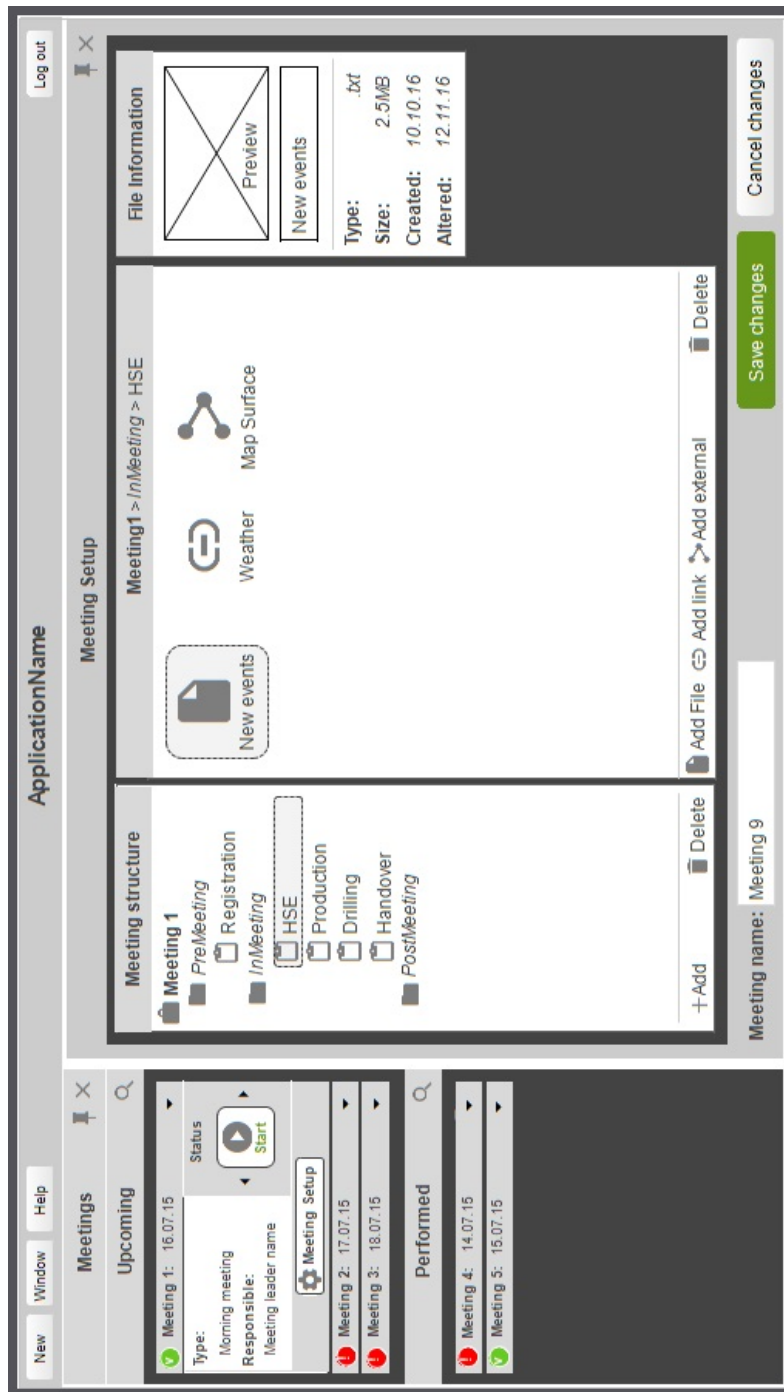 New Window Help
ApplicationName
Log out
Meetings
Upcoming
Meeting 1: 16.07.15
Type:
Morning meeting
Responsible:
Meeting leader name
Status
Start
Meeting Setup
Meeting 2: 17.07.15
Meeting 3: 18.07.15
Performed
Meeting 4: 14.07.15
Meeting 5: 15.07.15
Meeting Setup
Meeting structure
Meeting 1
PreMeeting
Registration
InMeeting
HSE
Production
Drilling
Handover
PostMeeting
+Add Delete
Meeting1 > InMeeting > HSE
New events Weather Map Surface
Add File Add link Add external Delete
File Information
Preview
New events
Type: .txt
Size: 2.5MB
Created: 10.10.16
Altered: 12.11.16
Meeting name: Meeting 9
Save changes
Cancel changes